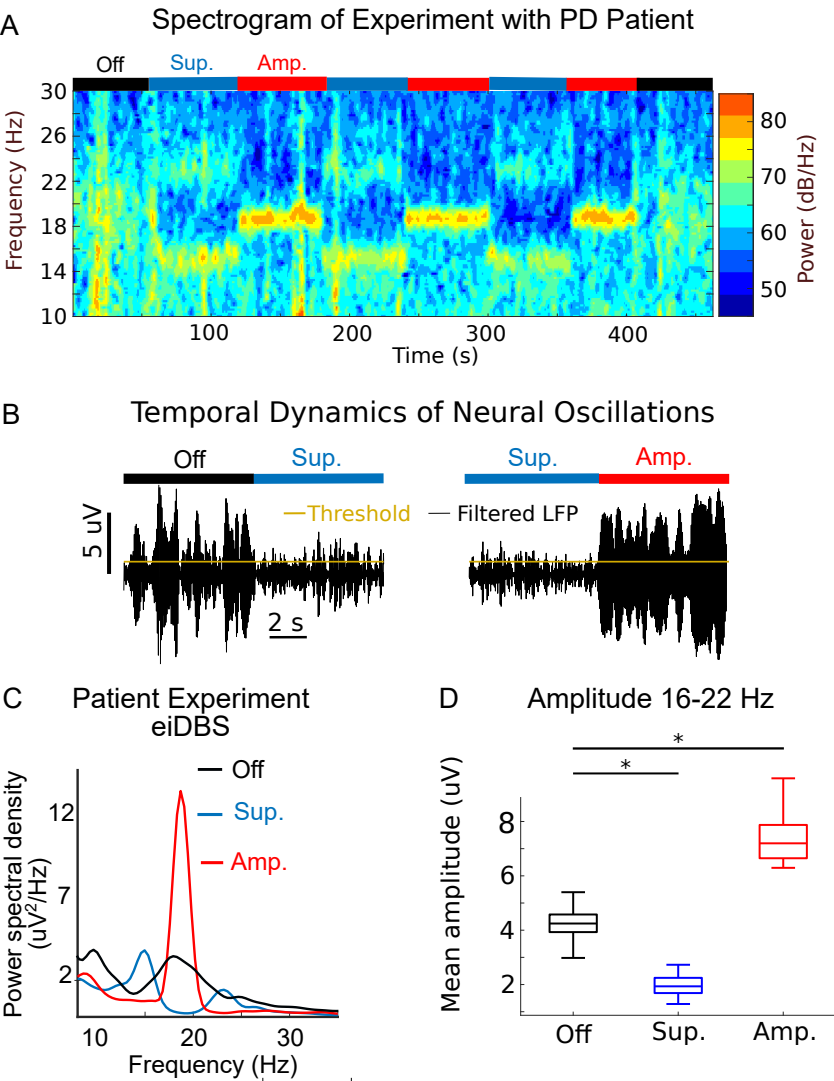 A
Spectrogram of Experiment with PD Patient
Off Sup. Amp.
Frequency (Hz)
30
26
22
18
14
10
100 200 300 400
Time (s)
80
70
60
50
Power (dB/Hz)
B
Temporal Dynamics of Neural Oscillations
Off Sup. Sup. Amp.
5 uV
Threshold Filtered LFP
2 s
C
Patient Experiment
eiDBS
Power spectral density
(uV²/Hz)
12
7
2
Off
Sup.
Amp.
10 20 30
Frequency (Hz)
D
Amplitude 16-22 Hz
Mean amplitude (uV)
8
6
4
2
*
*
Off Sup. Amp.